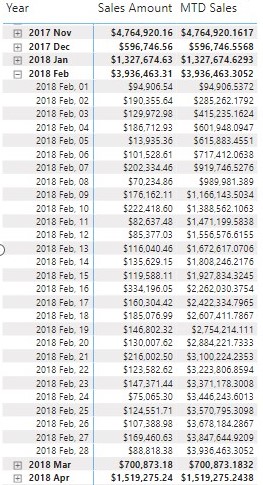 Year Sales Amount MTD Sales
2017 Nov $4,764,920.16 $4,764,920.1617
2017 Dec $596,746.56 $596,746.5568
2018 Jan $1,327,674.63 $1,327,674.6293
2018 Feb $3,936,463.31 $3,936,463.3052
2018 Feb, 01 $94,906.54 $94,906.5372
2018 Feb, 02 $190,355.64 $285,262.1792
2018 Feb, 03 $129,972.98 $415,235.1624
2018 Feb, 04 $186,712.93 $601,948.0947
2018 Feb, 05 $13,935.36 $615,883.4551
2018 Feb, 06 $101,528.61 $717,412.0638
2018 Feb, 07 $202,334.46 $919,746.5276
2018 Feb, 08 $70,234.86 $989,981.389
2018 Feb, 09 $176,162.11 $1,166,143.5034
2018 Feb, 10 $222,418.60 $1,388,562.1063
2018 Feb, 11 $82,637.48 $1,471,199.5838
2018 Feb, 12 $85,377.03 $1,556,576.6155
2018 Feb, 13 $116,040.46 $1,672,617.0706
2018 Feb, 14 $135,629.15 $1,808,246.2176
2018 Feb, 15 $119,588.11 $1,927,834.3245
2018 Feb, 16 $334,196.05 $2,262,030.3754
2018 Feb, 17 $160,304.42 $2,422,334.7965
2018 Feb, 18 $185,076.99 $2,607,411.7867
2018 Feb, 19 $146,802.32 $2,754,214.111
2018 Feb, 20 $130,007.62 $2,884,221.7333
2018 Feb, 21 $216,002.50 $3,100,224.2353
2018 Feb, 22 $123,582.62 $3,223,806.8594
2018 Feb, 23 $147,371.44 $3,371,178.3008
2018 Feb, 24 $75,065.30 $3,446,243.6013
2018 Feb, 25 $124,551.71 $3,570,795.3098
2018 Feb, 26 $107,388.98 $3,678,184.2867
2018 Feb, 27 $169,460.63 $3,847,644.9209
2018 Feb, 28 $88,818.38 $3,936,463.3052
2018 Mar $700,873.18 $700,873.1832
2018 Apr $1,519,275.24 $1,519,275.2438